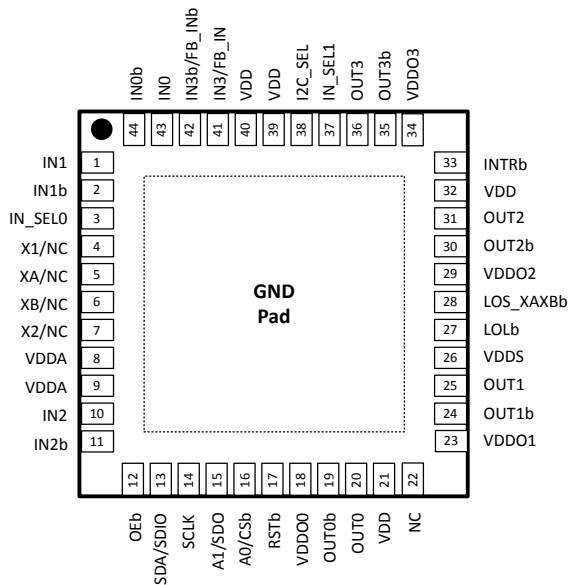 IN0b
IN0
IN3b/FB_INb
IN3/FB_IN
VDD
VDD
I2C_SEL
IN_SEL1
OUT3
OUT3b
VDDO3
44
43
42
41
40
39
38
37
36
35
34
IN1 1
IN1b 2
IN_SEL0 3
X1/NC 4
XA/NC 5
XB/NC 6
X2/NC 7
VDDA 8
VDDA 9
IN2 10
IN2b 11
GND
Pad
33 INTRb
32 VDD
31 OUT2
30 OUT2b
29 VDDO2
28 LOS_XAXBb
27 LOLb
26 VDDS
25 OUT1
24 OUT1b
23 VDDO1
12
13
14
15
16
17
18
19
20
21
22
OEb
SDA/SDIO
SCLK
A1/SDO
A0/CSb
RSTb
VDDO0
OUT0b
OUT0
VDD
NC